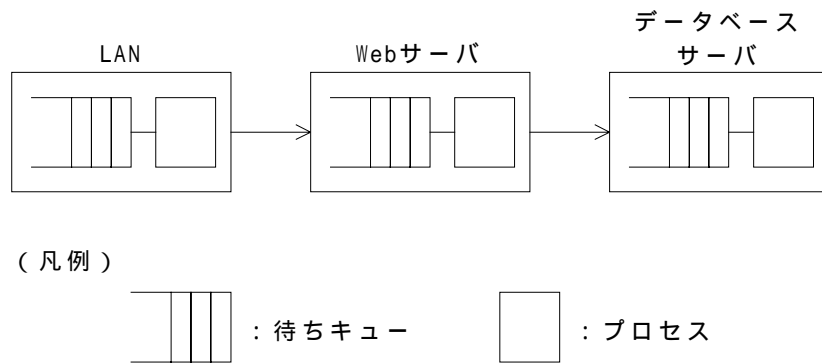 LAN
Webサーバ
データベース
サーバ
(凡例)
:待ちキュー
:プロセス